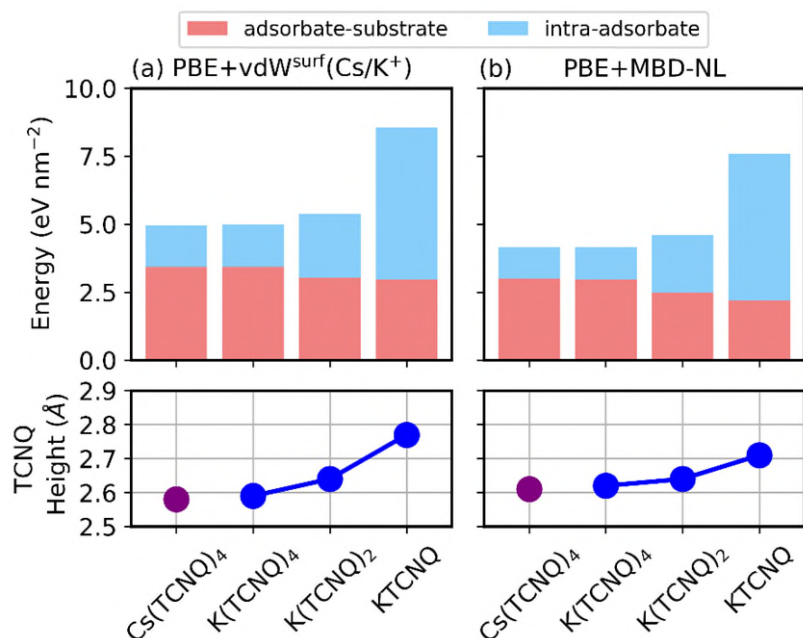 adsorbate-substrate intra-adsorbate
(a) PBE+vdW^surf(Cs/K⁺)
(b) PBE+MBD-NL
Energy (eV nm⁻²)
10.0
7.5
5.0
2.5
0.0
TCNQ
Height (Å)
2.9
2.8
2.7
2.6
2.5
Cs(TCNQ)₄
K(TCNQ)₄
K(TCNQ)₂
KTCNQ
Cs(TCNQ)₄
K(TCNQ)₄
K(TCNQ)₂
KTCNQ